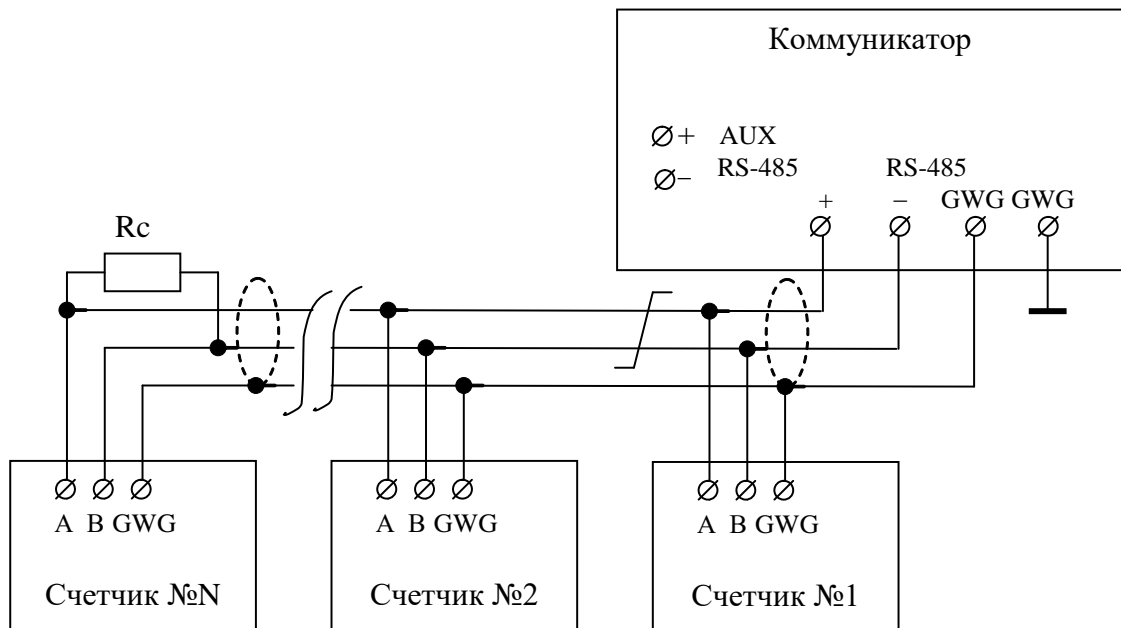 Коммуникатор
+ AUX
− RS-485 RS-485
+ − GWG GWG
Rc
A B GWG A B GWG A B GWG
Счетчик №N Счетчик №2 Счетчик №1